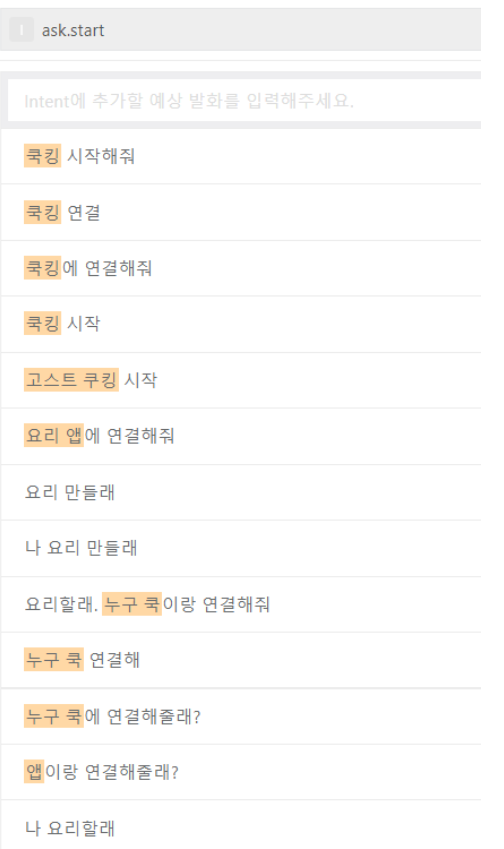 I ask.start
Intent에 추가할 예상 발화를 입력해주세요.
쿡킹 시작해줘
쿡킹 연결
쿡킹에 연결해줘
쿡킹 시작
고스트 쿠킹 시작
요리 앱에 연결해줘
요리 만들래
나 요리 만들래
요리할래. 누구 쿡이랑 연결해줘
누구 쿡 연결해
누구 쿡에 연결해줄래?
앱이랑 연결해줄래?
나 요리할래